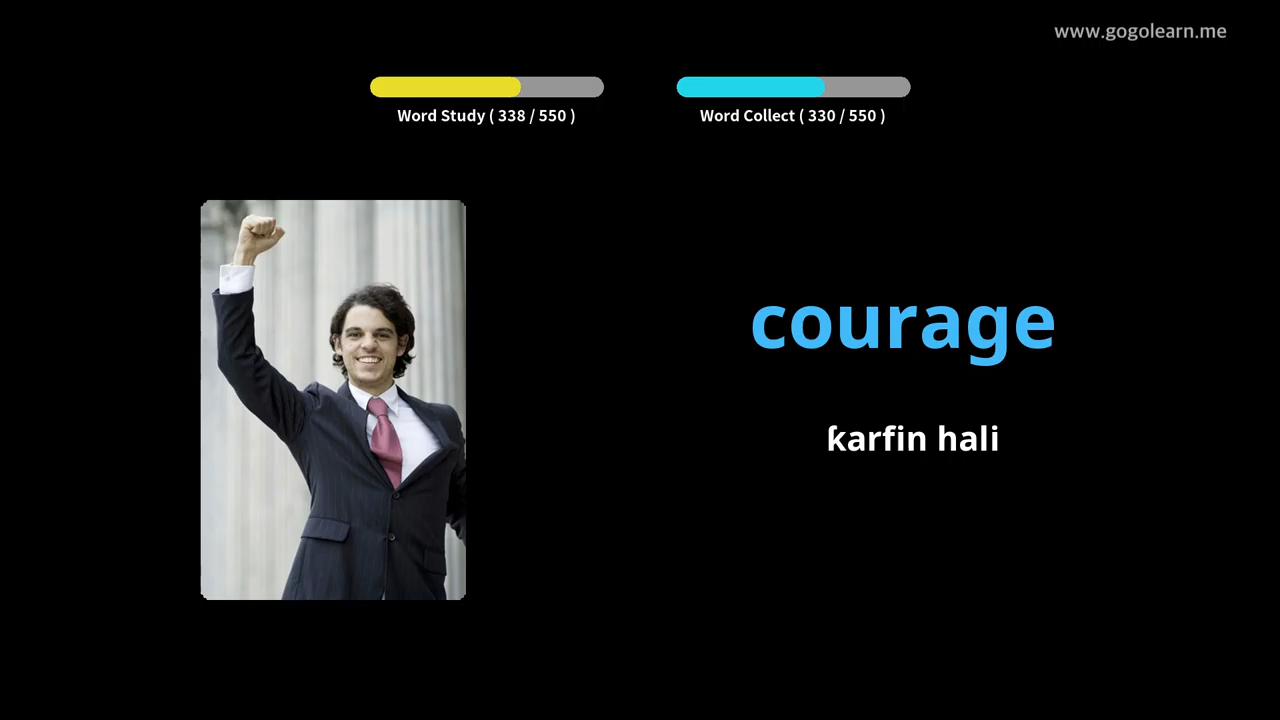 www.gogolearn.me
Word Study ( 338 / 550 )
Word Collect ( 330 / 550 )
courage
ƙarfin hali